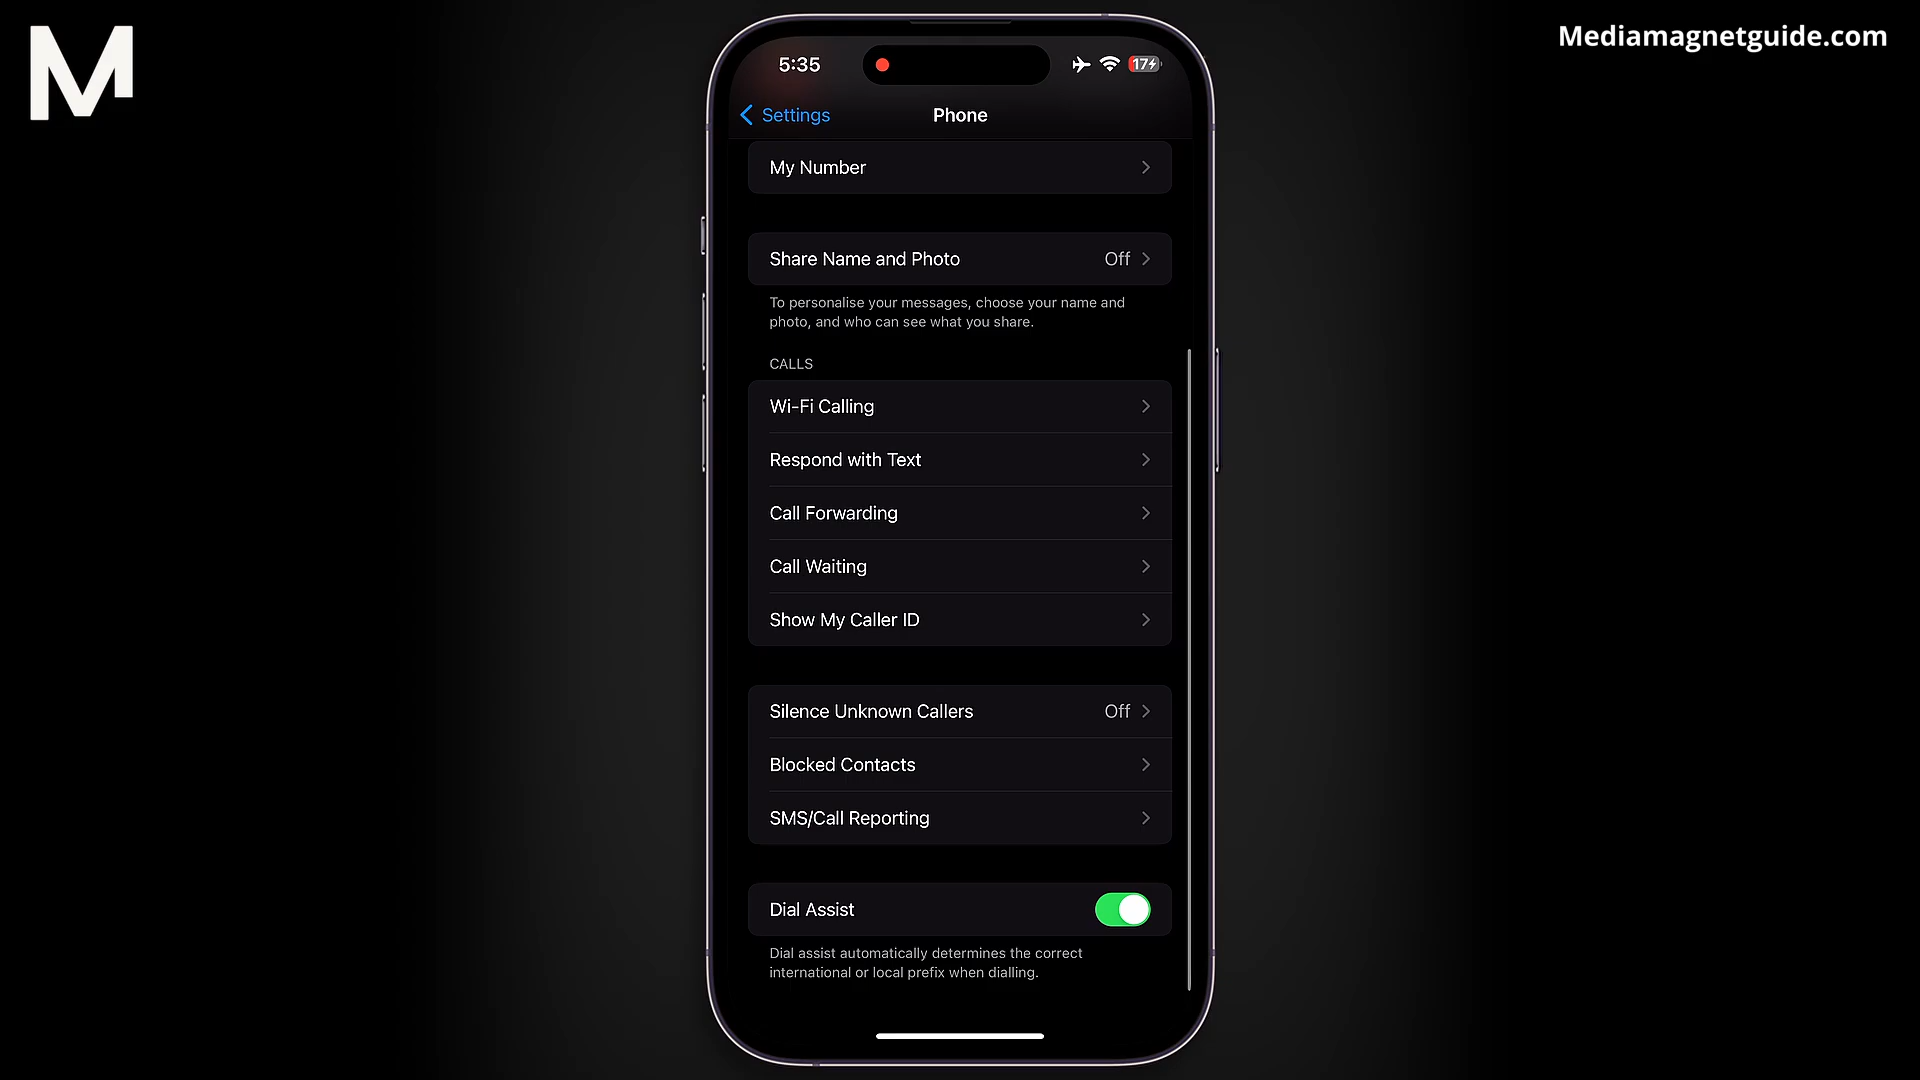 M
Mediamagnetguide.com
5:35
17
Settings
Phone
My Number
Share Name and Photo Off
To personalise your messages, choose your name and
photo, and who can see what you share.
CALLS
Wi-Fi Calling
Respond with Text
Call Forwarding
Call Waiting
Show My Caller ID
Silence Unknown Callers Off
Blocked Contacts
SMS/Call Reporting
Dial Assist
Dial assist automatically determines the correct
international or local prefix when dialling.